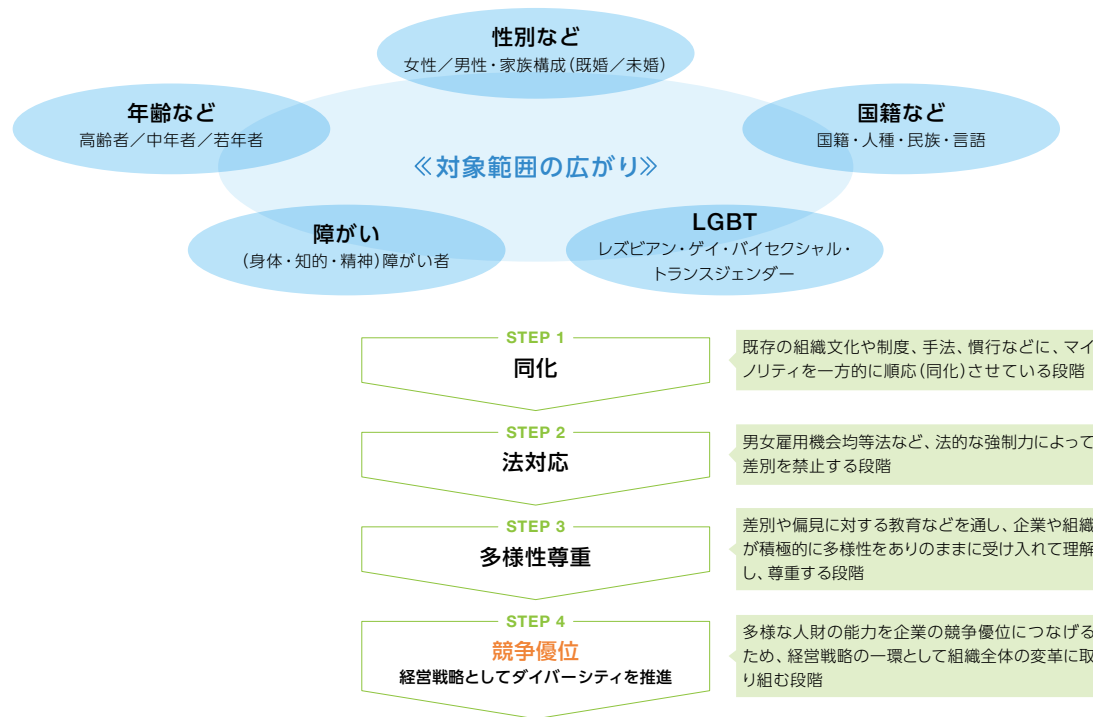 性別など
女性／男性・家族構成(既婚／未婚)
年齢など
高齢者／中年者／若年者
国籍など
国籍・人種・民族・言語
≪対象範囲の広がり≫
障がい
(身体・知的・精神)障がい者
LGBT
レズビアン・ゲイ・バイセクシャル・
トランスジェンダー
STEP 1
同化
既存の組織文化や制度、手法、慣行などに、マイ
ノリティを一方的に順応(同化)させている段階
STEP 2
法対応
男女雇用機会均等法など、法的な強制力によって
差別を禁止する段階
STEP 3
多様性尊重
差別や偏見に対する教育などを通し、企業や組織
が積極的に多様性をありのままに受け入れて理解
し、尊重する段階
STEP 4
競争優位
経営戦略としてダイバーシティを推進
多様な人財の能力を企業の競争優位につなげる
ため、経営戦略の一環として組織全体の変革に取
り組む段階